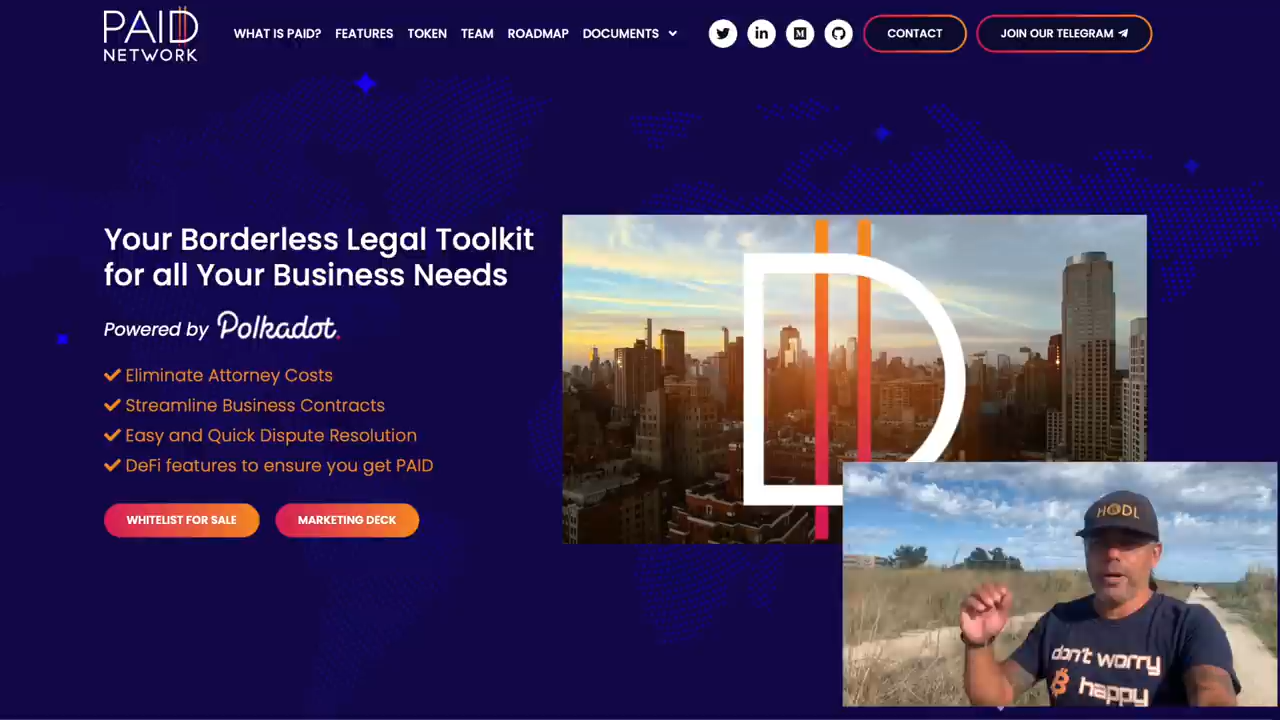 PAID
NETWORK
WHAT IS PAID? FEATURES TOKEN TEAM ROADMAP DOCUMENTS
CONTACT
JOIN OUR TELEGRAM
Your Borderless Legal Toolkit
for all Your Business Needs
Powered by Polkadot.
Eliminate Attorney Costs
Streamline Business Contracts
Easy and Quick Dispute Resolution
DeFi features to ensure you get PAID
WHITELIST FOR SALE
MARKETING DECK
D
HODL
don't worry
₿ happy